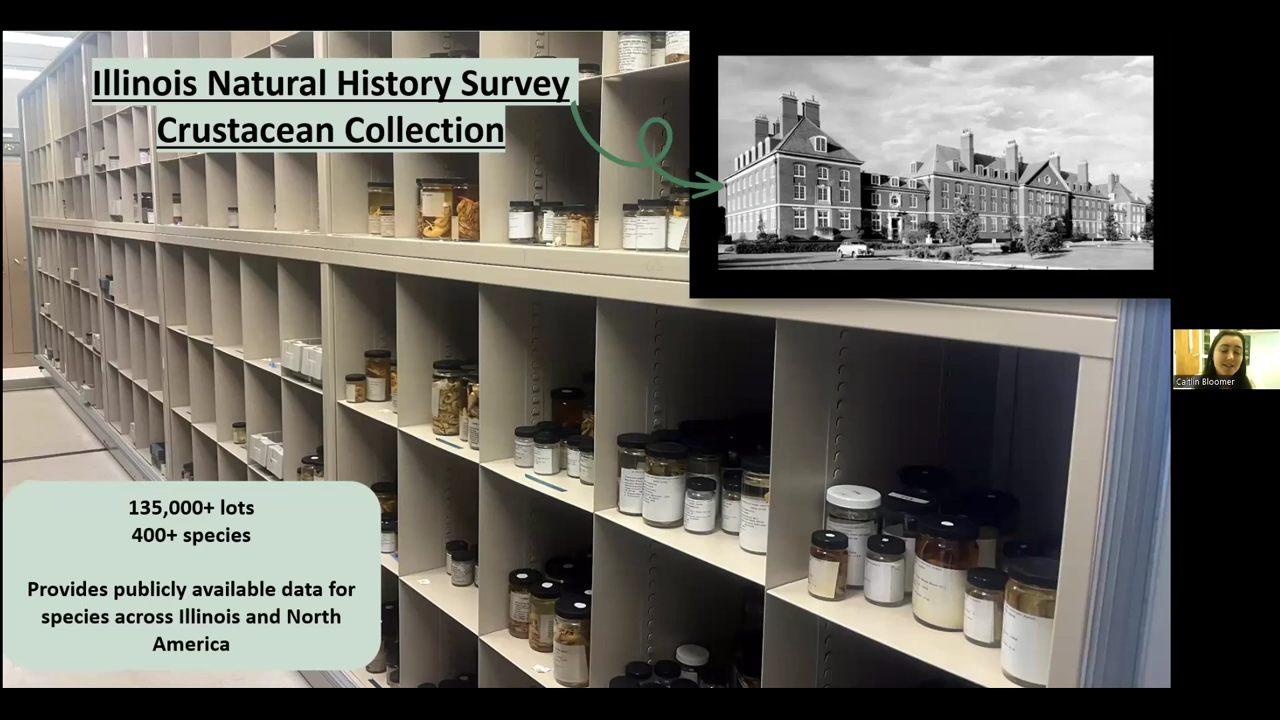 Illinois Natural History Survey
Crustacean Collection
135,000+ lots
400+ species
Provides publicly available data for
species across Illinois and North
America
Caitlin Bloomer